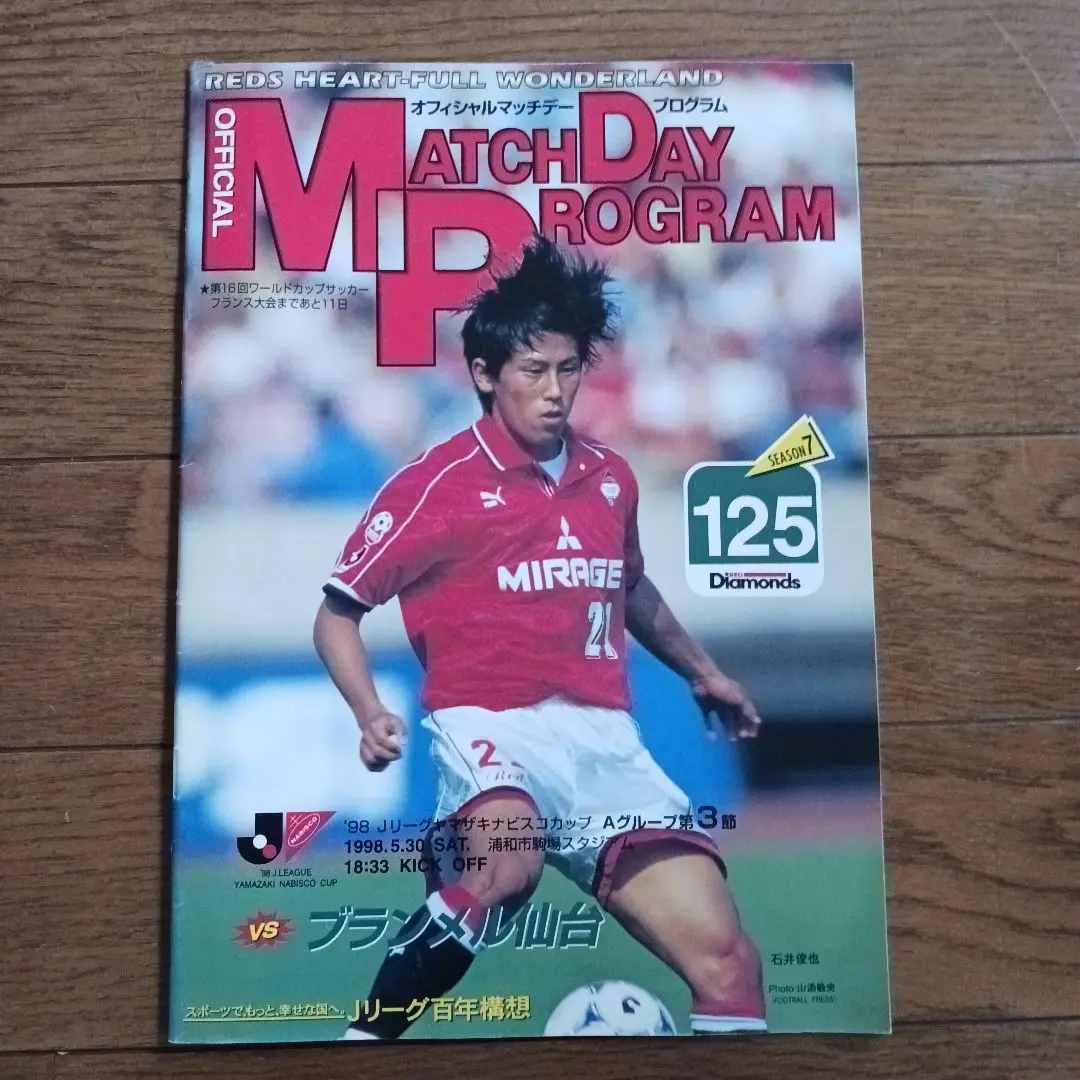 REDS HEART-FULL WONDERLAND
OFFICIAL
オフィシャルマッチデー プログラム
MATCHDAY
PROGRAM
★第16回ワールドカップサッカー
フランス大会まであと11日
SEASON 7
125
Diamonds
MIRAGE
21
2
'98 Jリーグヤマザキナビスコカップ Aグループ第3節
1998.5.30 SAT. 浦和市駒場スタジアム
18:33 KICK OFF
NABISCO
'98 J.LEAGUE
YAMAZAKI NABISCO CUP
VS ブランメル仙台
石井俊也
Photo:山添敏央
(FOOTBALL PRESS)
スポーツで、もっと、幸せな国へ。Jリーグ百年構想